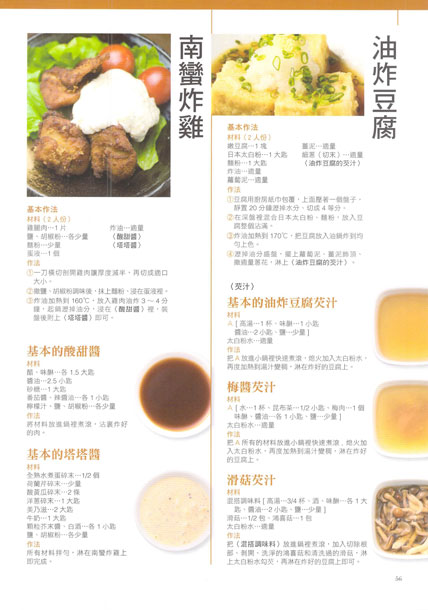 油炸豆腐
基本作法
材料（2人份）
嫩豆腐…1塊
日本太白粉…1大匙
麵粉…1大匙
炸油…適量
蘿蔔泥…適量
薑泥…適量
細蔥（切末）…適量
〈油炸豆腐的芡汁〉
作法
①豆腐用廚房紙巾包覆，上面壓著一個盤子，
靜置20分鐘瀝掉水分、切成4等分。
②在深盤裡混合日本太白粉、麵粉，放入豆
腐整個沾滿。
③炸油加熱到170℃，把豆腐放入油鍋炸到均
勻上色。
④瀝掉油分盛盤，擺上蘿蔔泥、薑泥飾頂，
撒適量蔥花，淋上〈油炸豆腐的芡汁〉。
〈芡汁〉
基本的油炸豆腐芡汁
材料
A［高湯…1杯、味醂…1小匙
醬油…2小匙、鹽…少量］
太白粉水…適量
作法
把A放進小鍋裡快速煮滾，熄火加入太白粉水，
再度加熱到湯汁變稠，淋在炸好的豆腐上。
梅醬芡汁
材料
A［水…1杯、昆布茶…1/2小匙、梅肉…1個
味醂、醬油…各1小匙、鹽…少量］
太白粉水…適量
作法
把A所有的材料放進小鍋裡快速煮滾，熄火加
入太白粉水，再度加熱到湯汁變稠，淋在炸好
的豆腐上。
滑菇芡汁
材料
混搭調味料［高湯…3/4杯，酒、味醂…各1大
匙、醬油…2小匙、鹽…少量］
滑菇…1/2包、鴻喜菇…1包
太白粉水…適量
作法
把〈混搭調味料〉放進鍋裡煮滾，加入切除根
部、剝開、洗淨的鴻喜菇和清洗過的滑菇，淋
上太白粉水勾芡，再淋在炸好的豆腐上即可。
南蠻炸雞
基本作法
材料（2人份）
雞腿肉…1片
鹽、胡椒粉…各少量
麵粉…少量
蛋液…1個
炸油…適量
〈酸甜醬〉
〈塔塔醬〉
作法
①一刀橫切剖開雞肉讓厚度減半，再切成適口
大小。
②撒鹽、胡椒粉調味後，抹上麵粉，浸在蛋液裡。
③炸油加熱到160℃，放入雞肉油炸3～4分
鐘，起鍋瀝掉油分，浸在〈酸甜醬〉裡，裝
盤後附上〈塔塔醬〉即可。
基本的酸甜醬
材料
醋、味醂…各1.5大匙
醬油…2.5小匙
砂糖…1大匙
番茄醬、辣醬油…各1小匙
檸檬汁、鹽、胡椒粉…各少量
作法
將材料放進鍋裡煮滾，沾裹炸好
的肉。
基本的塔塔醬
材料
全熟水煮蛋碎末…1/2個
荷蘭芹碎末…少量
酸黃瓜碎末…2條
洋蔥碎末…1大匙
美乃滋…2大匙
牛奶…1大匙
顆粒芥末醬、白酒…各1小匙
鹽、胡椒粉…各少量
作法
所有材料拌勻，淋在南蠻炸雞上
即完成。
56